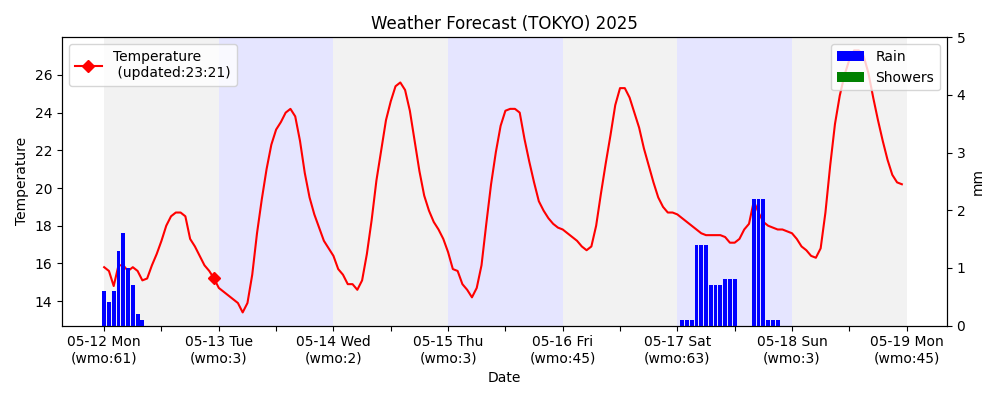 Weather Forecast (TOKYO) 2025
Temperature
(updated:23:21)
Rain
Showers
Temperature
26
24
22
20
18
16
14
5
4
3
2
1
0
mm
05-12 Mon
(wmo:61)
05-13 Tue
(wmo:3)
05-14 Wed
(wmo:2)
05-15 Thu
(wmo:3)
05-16 Fri
(wmo:45)
05-17 Sat
(wmo:63)
05-18 Sun
(wmo:3)
05-19 Mon
(wmo:45)
Date